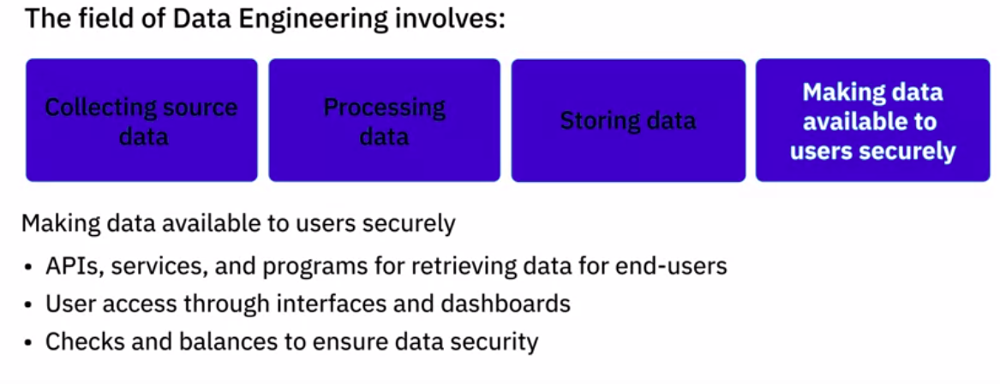 The field of Data Engineering involves:
Collecting source
data
Processing
data
Storing data
Making data
available to
users securely
Making data available to users securely
• APIs, services, and programs for retrieving data for end-users
• User access through interfaces and dashboards
• Checks and balances to ensure data security